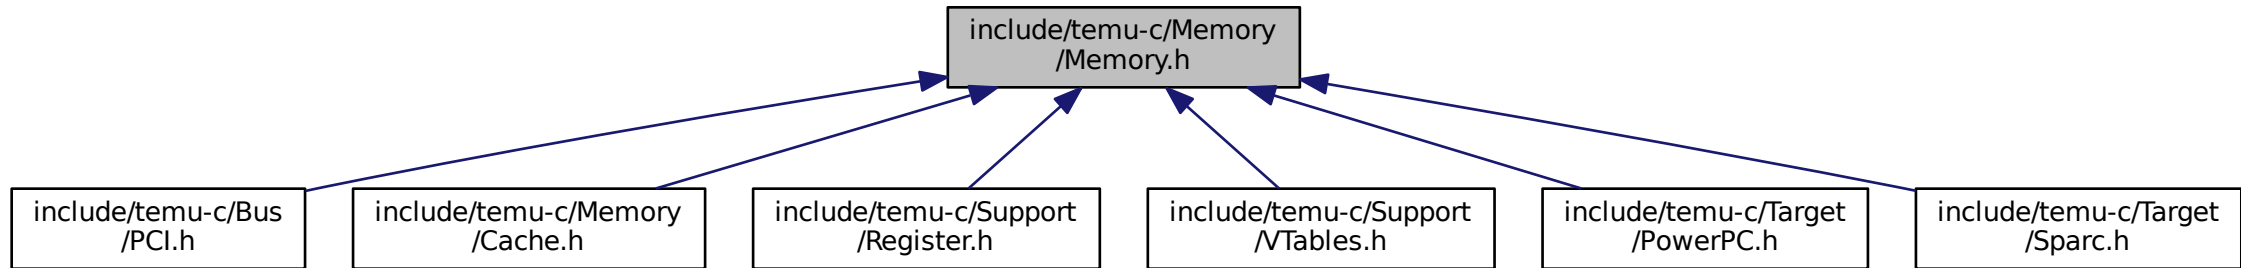 include/temu-c/Memory
/Memory.h
include/temu-c/Bus
/PCI.h
include/temu-c/Memory
/Cache.h
include/temu-c/Support
/Register.h
include/temu-c/Support
/VTables.h
include/temu-c/Target
/PowerPC.h
include/temu-c/Target
/Sparc.h